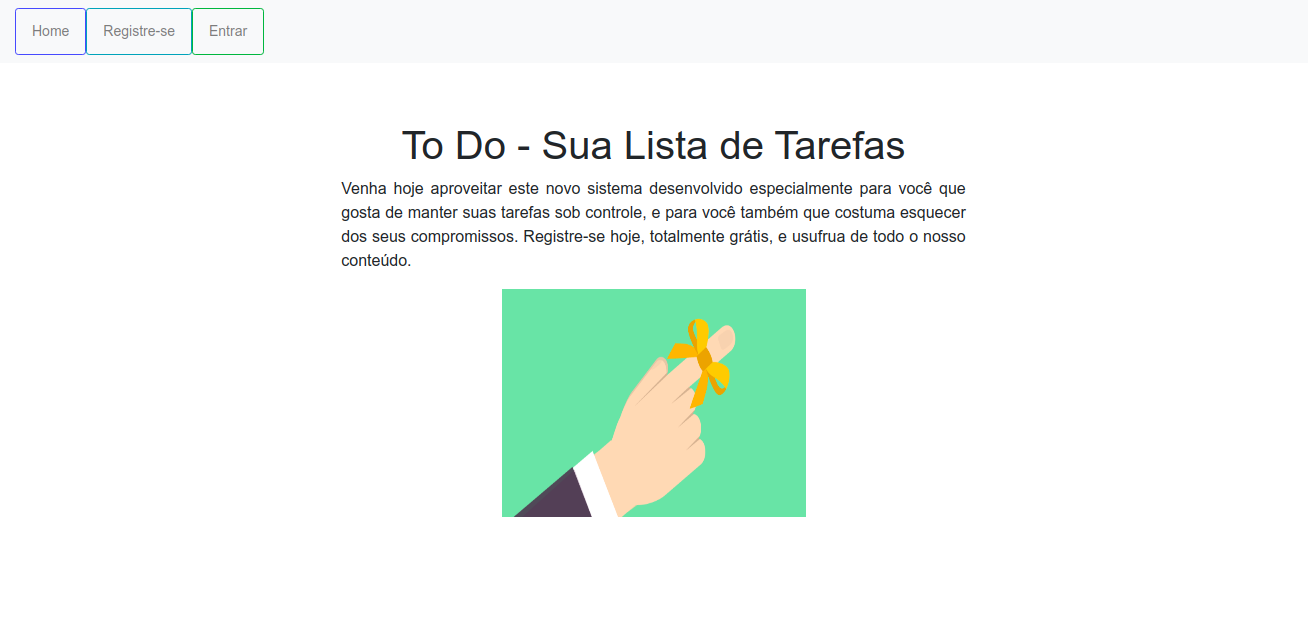 Home
Registre-se
Entrar
To Do - Sua Lista de Tarefas
Venha hoje aproveitar este novo sistema desenvolvido especialmente para você que
gosta de manter suas tarefas sob controle, e para você também que costuma esquecer
dos seus compromissos. Registre-se hoje, totalmente grátis, e usufrua de todo o nosso
conteúdo.